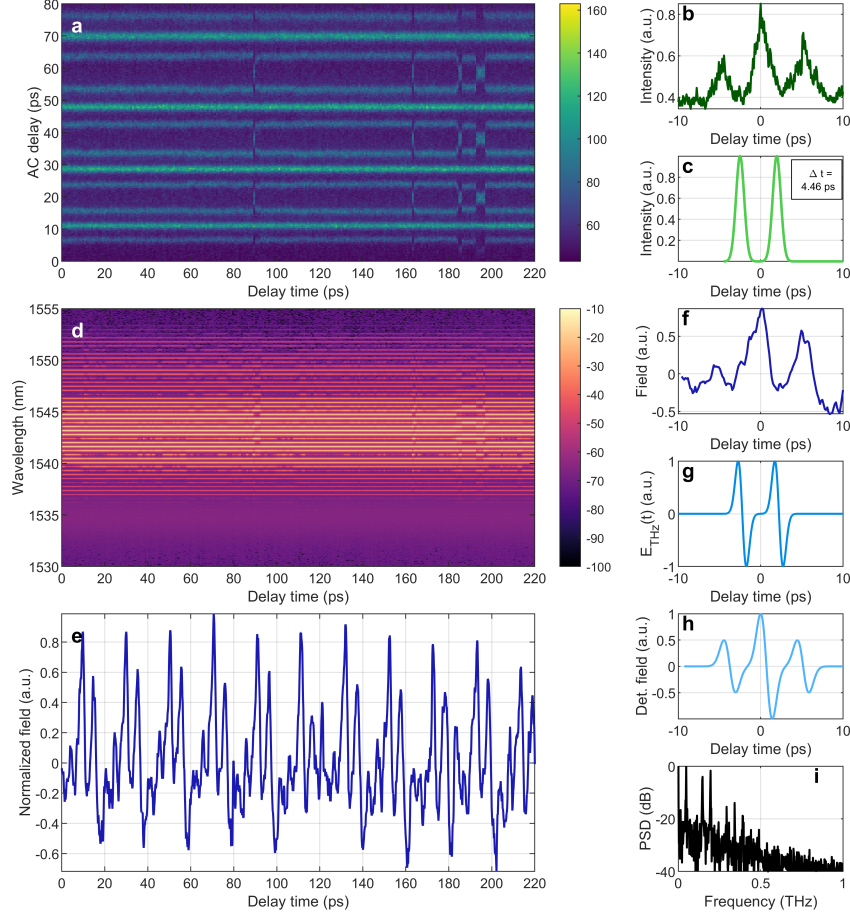 a
80
70
60
50
40
30
20
10
0
AC delay (ps)
0 20 40 60 80 100 120 140 160 180 200 220
Delay time (ps)
160
140
120
100
80
60
b
0.8
0.6
0.4
Intensity (a.u.)
-10 0 10
Delay time (ps)
c
Δ t =
4.46 ps
0.8
0.6
0.4
0.2
Intensity (a.u.)
-10 0 10
Delay time (ps)
d
1555
1550
1545
1540
1535
1530
Wavelength (nm)
0 20 40 60 80 100 120 140 160 180 200 220
Delay time (ps)
-10
-20
-30
-40
-50
-60
-70
-80
-90
-100
f
0.5
0
-0.5
Field (a.u.)
-10 0 10
Delay time (ps)
g
1
0
-1
E_THz(t) (a.u.)
-10 0 10
Delay time (ps)
e
0.8
0.6
0.4
0.2
0
-0.2
-0.4
-0.6
Normalized field (a.u.)
0 20 40 60 80 100 120 140 160 180 200 220
Delay time (ps)
h
0.5
0
-0.5
Det. field (a.u.)
-10 0 10
Delay time (ps)
i
0
-20
-40
PSD (dB)
0 0.5 1
Frequency (THz)